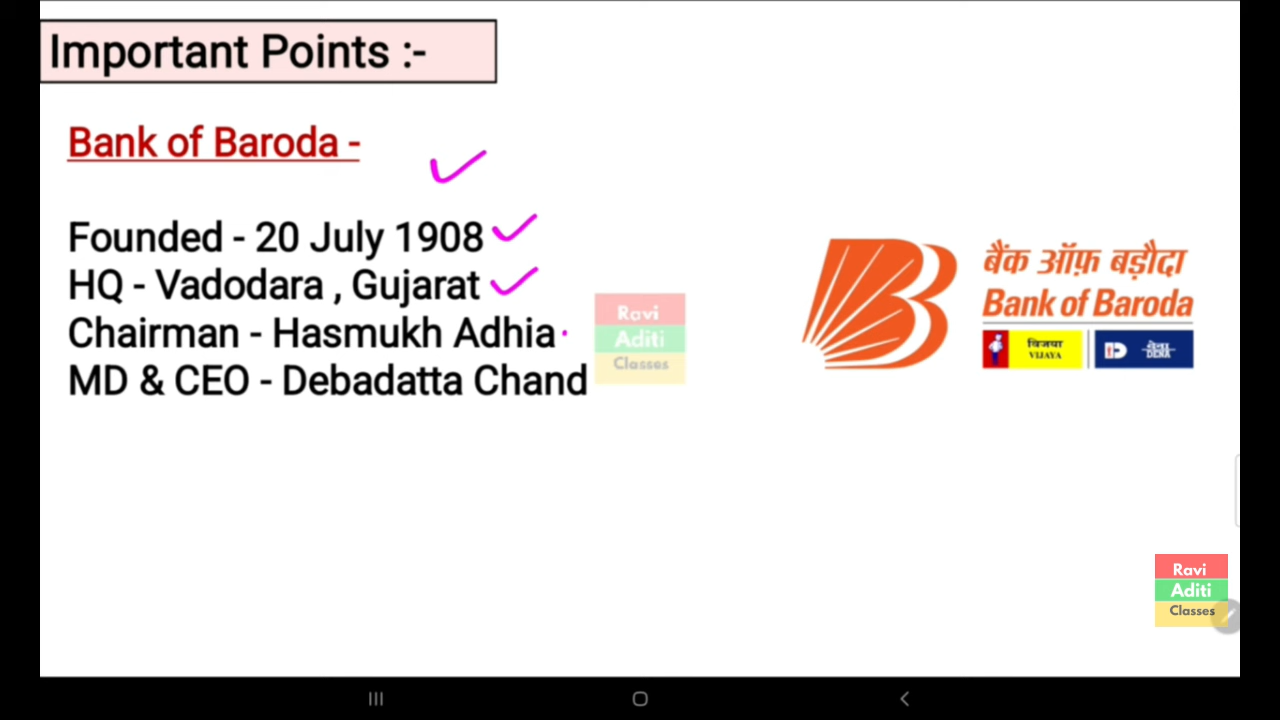 Important Points :-
Bank of Baroda -
Founded - 20 July 1908
HQ - Vadodara , Gujarat
Chairman - Hasmukh Adhia
MD & CEO - Debadatta Chand
Ravi
Aditi
Classes
बैंक ऑफ़ बड़ौदा
Bank of Baroda
विजया
VIJAYA
देना
DENA
Ravi
Aditi
Classes